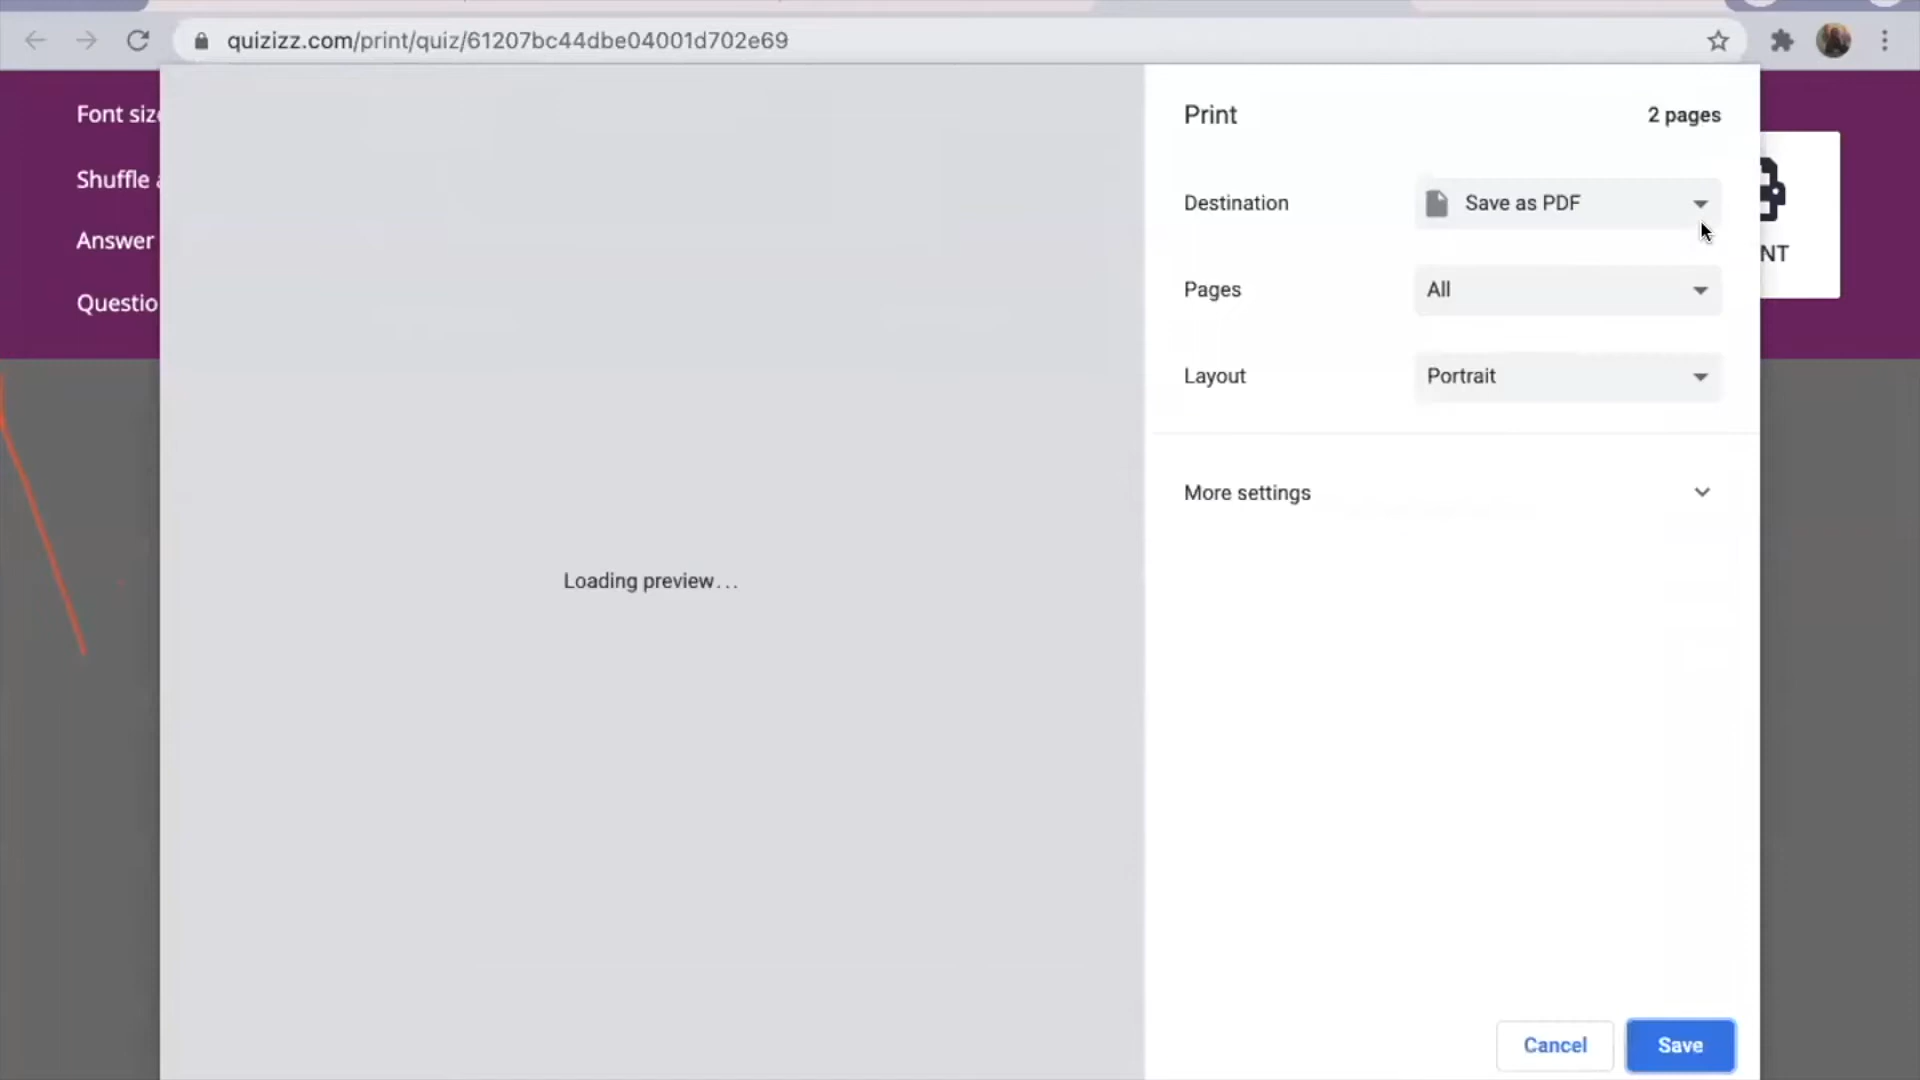 quizizz.com/print/quiz/61207bc44dbe04001d702e69
Font siz
Shuffle a
Answer
Questio
Print
2 pages
Destination
Save as PDF
Pages
All
Layout
Portrait
More settings
Loading preview...
NT
Cancel
Save